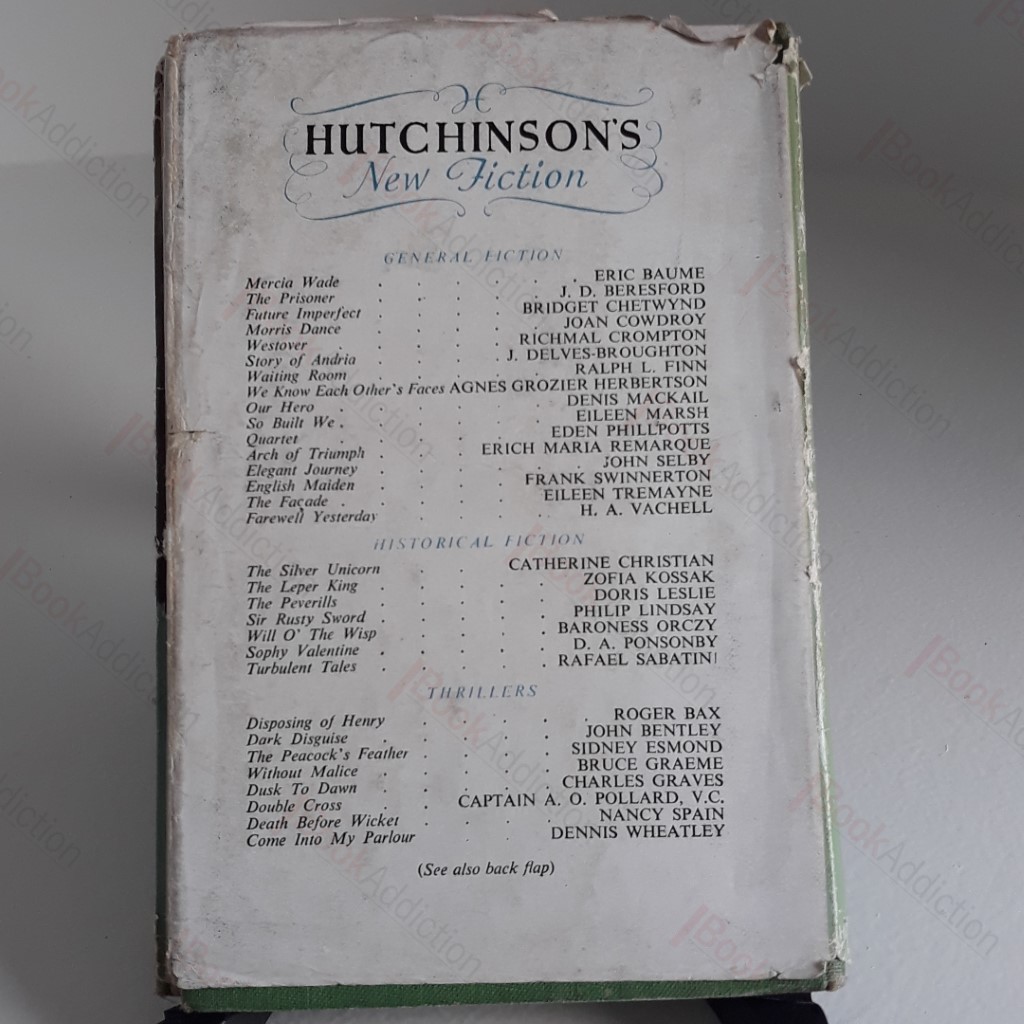 HUTCHINSON'S
New Fiction
GENERAL FICTION
Mercia Wade . . . . . ERIC BAUME
The Prisoner . . . . . J. D. BERESFORD
Future Imperfect . . . . BRIDGET CHETWYND
Morris Dance . . . . . JOAN COWDROY
Westover . . . . RICHMAL CROMPTON
Story of Andria . . . . J. DELVES-BROUGHTON
Waiting Room . . . . . RALPH L. FINN
We Know Each Other's Faces AGNES GROZIER HERBERTSON
Our Hero . . . . . . DENIS MACKAIL
So Built We . . . . . . EILEEN MARSH
Quartet . . . . . EDEN PHILLPOTTS
Arch of Triumph . . . ERICH MARIA REMARQUE
Elegant Journey . . . . . . JOHN SELBY
English Maiden . . . . FRANK SWINNERTON
The Façade . . . . . EILEEN TREMAYNE
Farewell Yesterday . . . . H. A. VACHELL
HISTORICAL FICTION
The Silver Unicorn . . CATHERINE CHRISTIAN
The Leper King . . . . ZOFIA KOSSAK
The Peverills . . . . . DORIS LESLIE
Sir Rusty Sword . . . . PHILIP LINDSAY
Will O' The Wisp . . . . BARONESS ORCZY
Sophy Valentine . . . . . D. A. PONSONBY
Turbulent Tales . . . . . RAFAEL SABATINI
THRILLERS
Disposing of Henry . . . . . ROGER BAX
Dark Disguise . . . . . JOHN BENTLEY
The Peacock's Feather . . . . SIDNEY ESMOND
Without Malice . . . . . BRUCE GRAEME
Dusk To Dawn . . . . . CHARLES GRAVES
Double Cross . . CAPTAIN A. O. POLLARD, V.C.
Death Before Wicket . . . . NANCY SPAIN
Come Into My Parlour . . . DENNIS WHEATLEY
(See also back flap)
BookAddiction